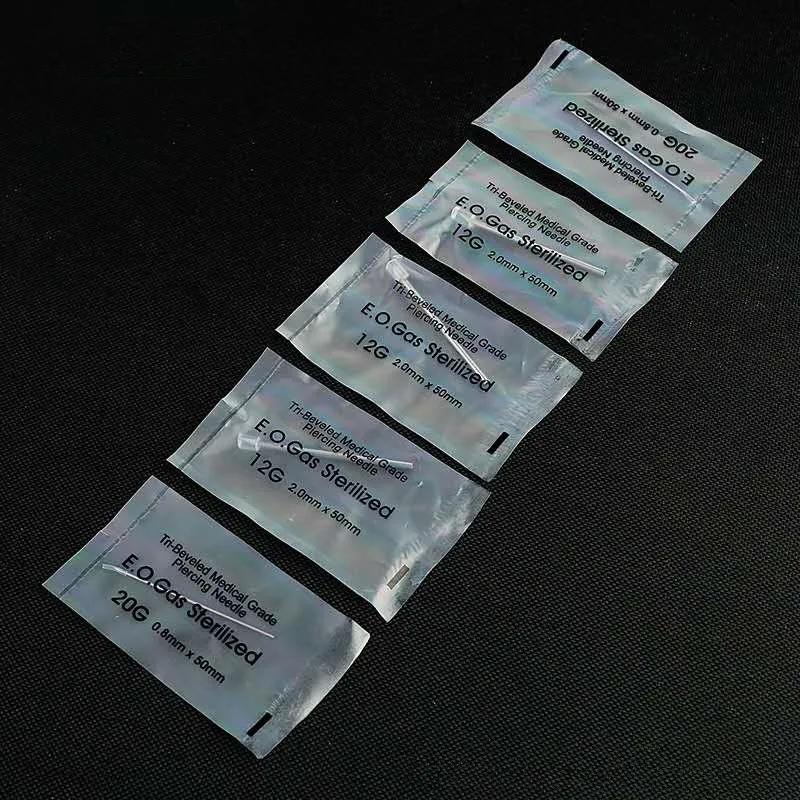 Tri-Beveled Medical Grade
Piercing Needle
E.O.Gas Sterilized
20G 0.8mm x 50mm
Tri-Beveled Medical Grade
Piercing Needle
E.O.Gas Sterilized
12G 2.0mm x 50mm
Tri-Beveled Medical Grade
Piercing Needle
E.O.Gas Sterilized
12G 2.0mm x 50mm
Tri-Beveled Medical Grade
Piercing Needle
E.O.Gas Sterilized
12G 2.0mm x 50mm
Tri-Beveled Medical Grade
Piercing Needle
E.O.Gas Sterilized
20G 0.8mm x 50mm